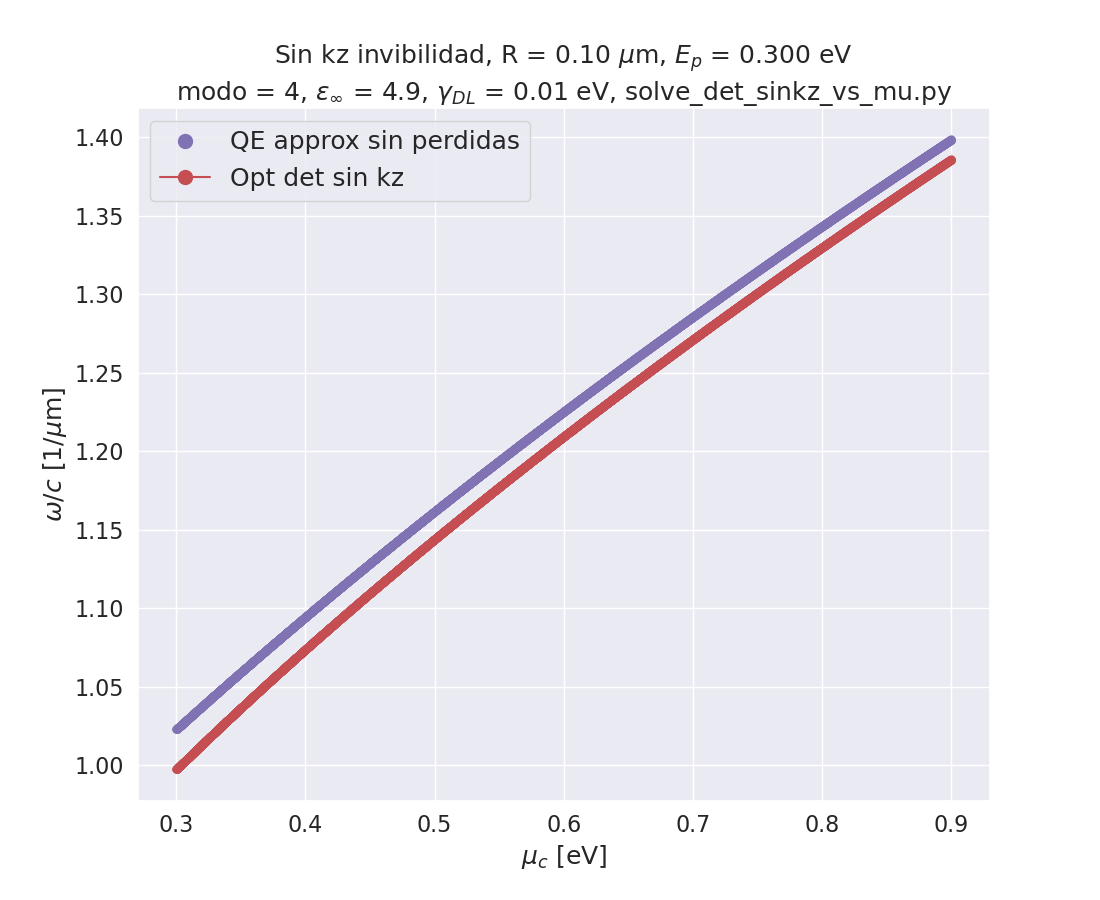 Sin kz invibilidad, R = 0.10 μm, E_p = 0.300 eV
modo = 4, ε_∞ = 4.9, γ_DL = 0.01 eV, solve_det_sinkz_vs_mu.py
QE approx sin perdidas
Opt det sin kz
1.40
1.35
1.30
1.25
1.20
1.15
1.10
1.05
1.00
ω/c [1/μm]
0.3 0.4 0.5 0.6 0.7 0.8 0.9
μ_c [eV]